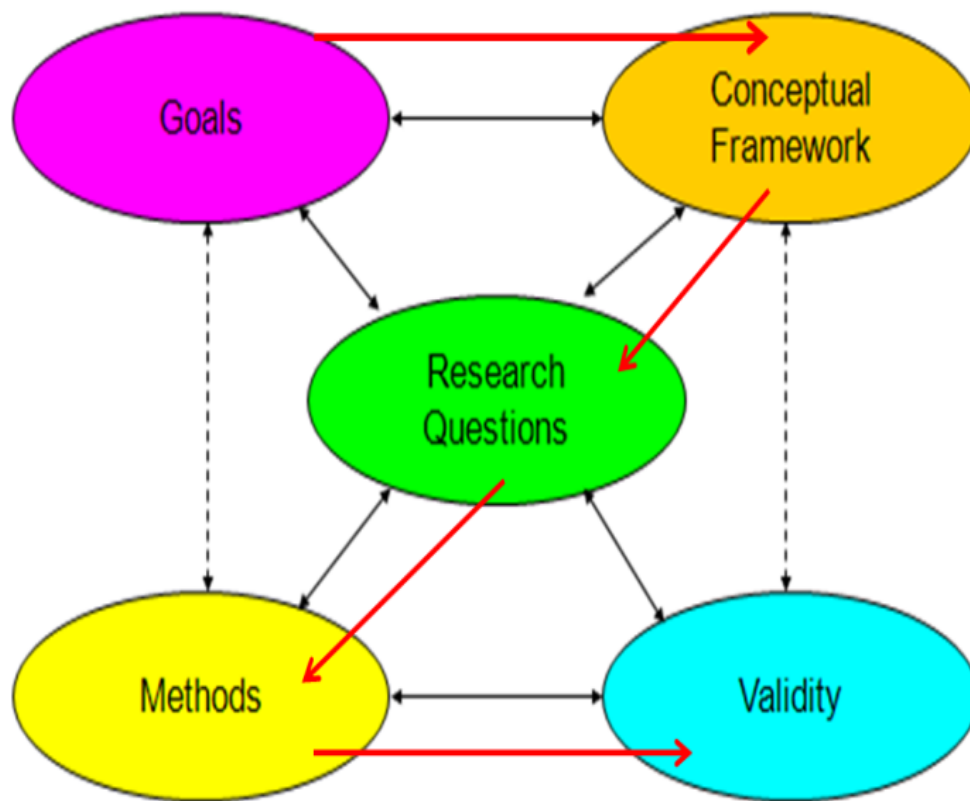 Goals
Conceptual
Framework
Research
Questions
Methods
Validity